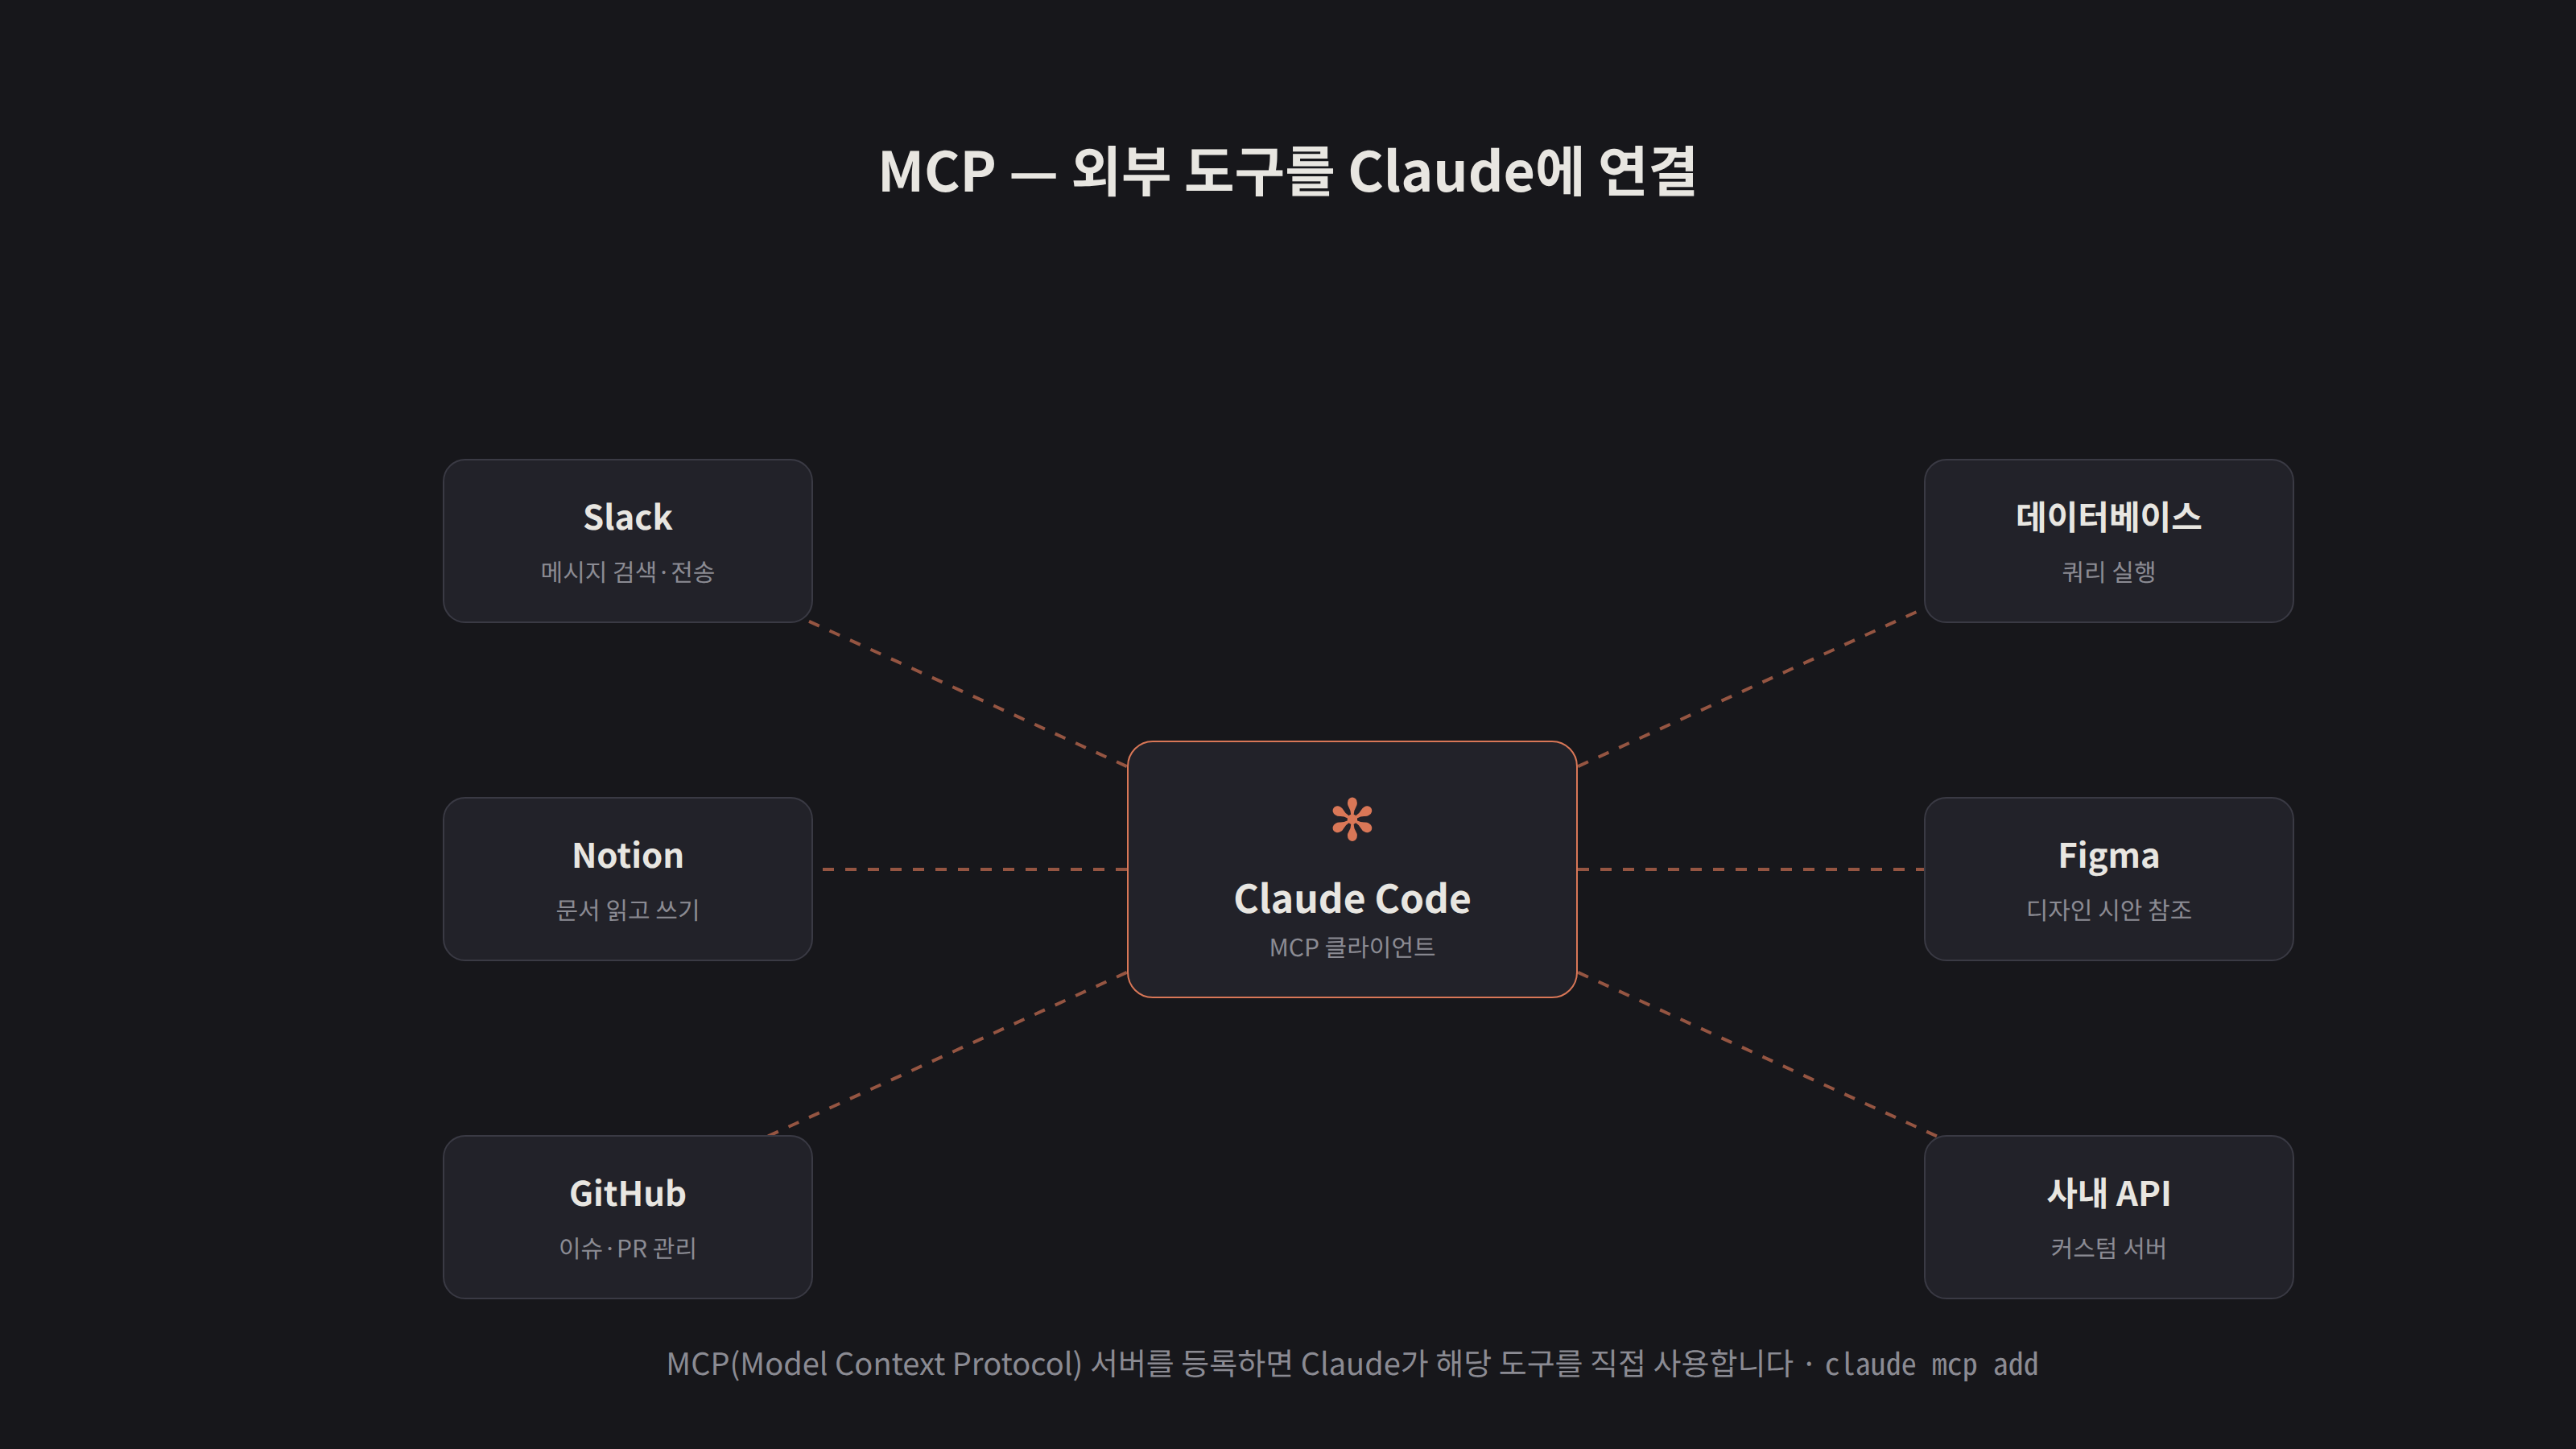 MCP — 외부 도구를 Claude에 연결
Slack
메시지 검색·전송
데이터베이스
쿼리 실행
Notion
문서 읽고 쓰기
Claude Code
MCP 클라이언트
Figma
디자인 시안 참조
GitHub
이슈·PR 관리
사내 API
커스텀 서버
MCP(Model Context Protocol) 서버를 등록하면 Claude가 해당 도구를 직접 사용합니다 · claude mcp add